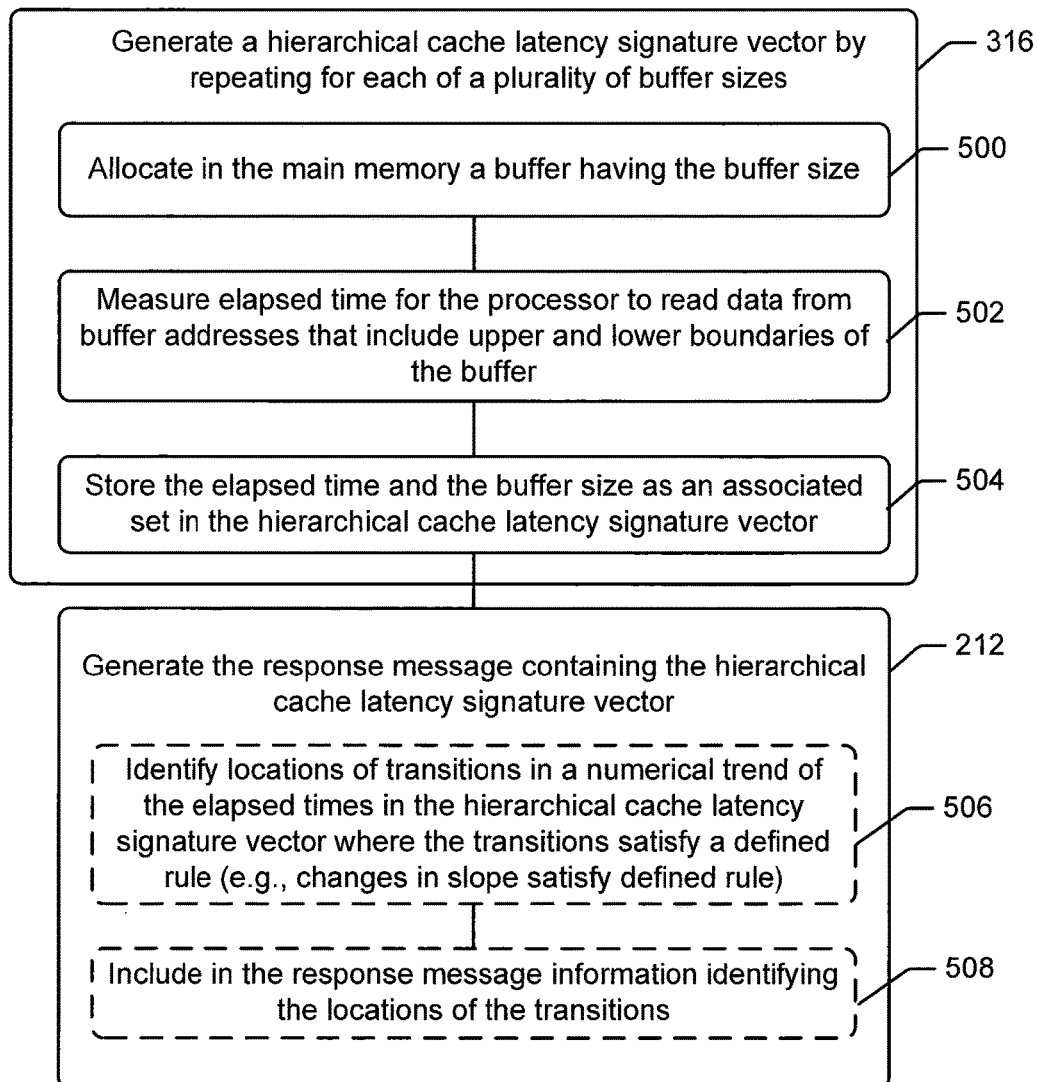 Generate a hierarchical cache latency signature vector by
repeating for each of a plurality of buffer sizes
316
Allocate in the main memory a buffer having the buffer size
500
Measure elapsed time for the processor to read data from
buffer addresses that include upper and lower boundaries of
the buffer
502
Store the elapsed time and the buffer size as an associated
set in the hierarchical cache latency signature vector
504
Generate the response message containing the hierarchical
cache latency signature vector
212
Identify locations of transitions in a numerical trend of
the elapsed times in the hierarchical cache latency
signature vector where the transitions satisfy a defined
rule (e.g., changes in slope satisfy defined rule)
506
Include in the response message information identifying
the locations of the transitions
508